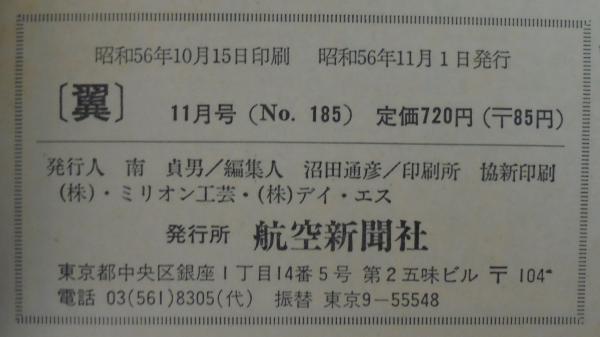 昭和56年10月15日印刷　昭和56年11月1日発行
〔翼〕 11月号（No. 185） 定価720円（〒85円）
発行人　南　貞男／編集人　沼田通彦／印刷所　協新印刷
(株)・ミリオン工芸・(株)デイ・エス
発行所　航空新聞社
東京都中央区銀座1丁目14番5号　第2五味ビル　〒104
電話 03(561)8305(代)　振替 東京9－55548